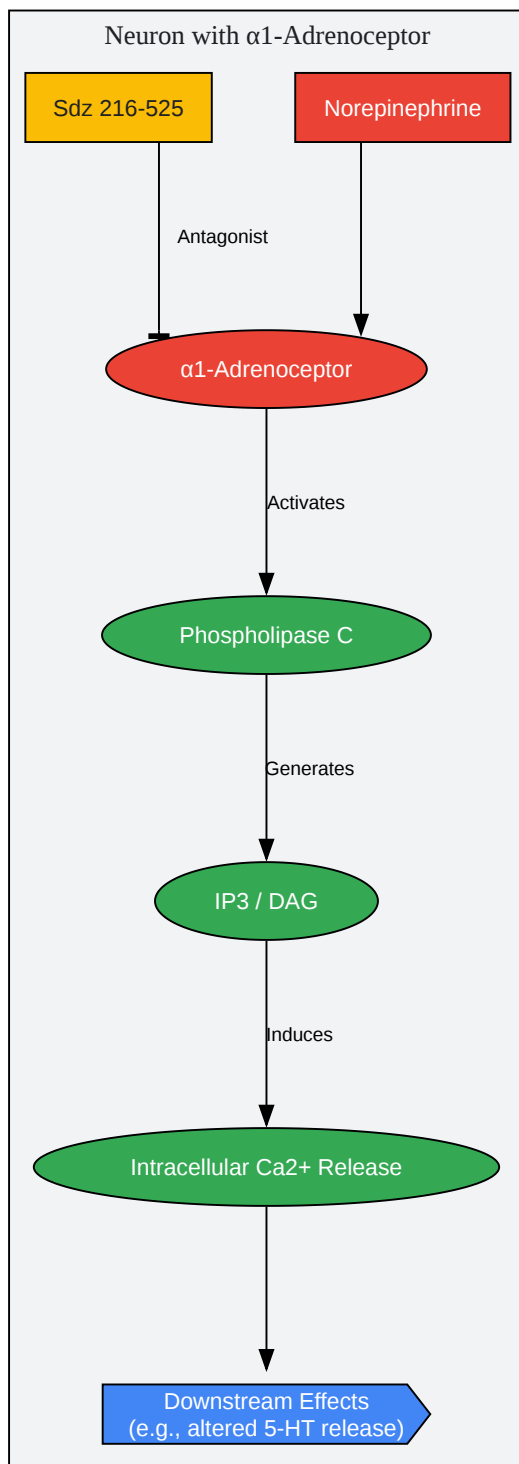 Neuron with α1-Adrenoceptor
Sdz 216-525
Norepinephrine
Antagonist
α1-Adrenoceptor
Activates
Phospholipase C
Generates
IP3 / DAG
Induces
Intracellular Ca2+ Release
Downstream Effects
(e.g., altered 5-HT release)